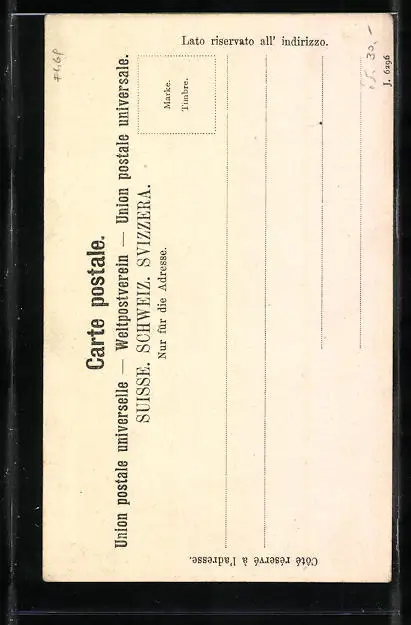 Carte postale.
Union postale universelle — Weltpostverein — Union postale universale.
SUISSE. SCHWEIZ. SVIZZERA.
Nur für die Adresse.
Marke.
Timbre.
Lato riservato all' indirizzo.
Côté réservé à l'adresse.
J. 6296
30,-